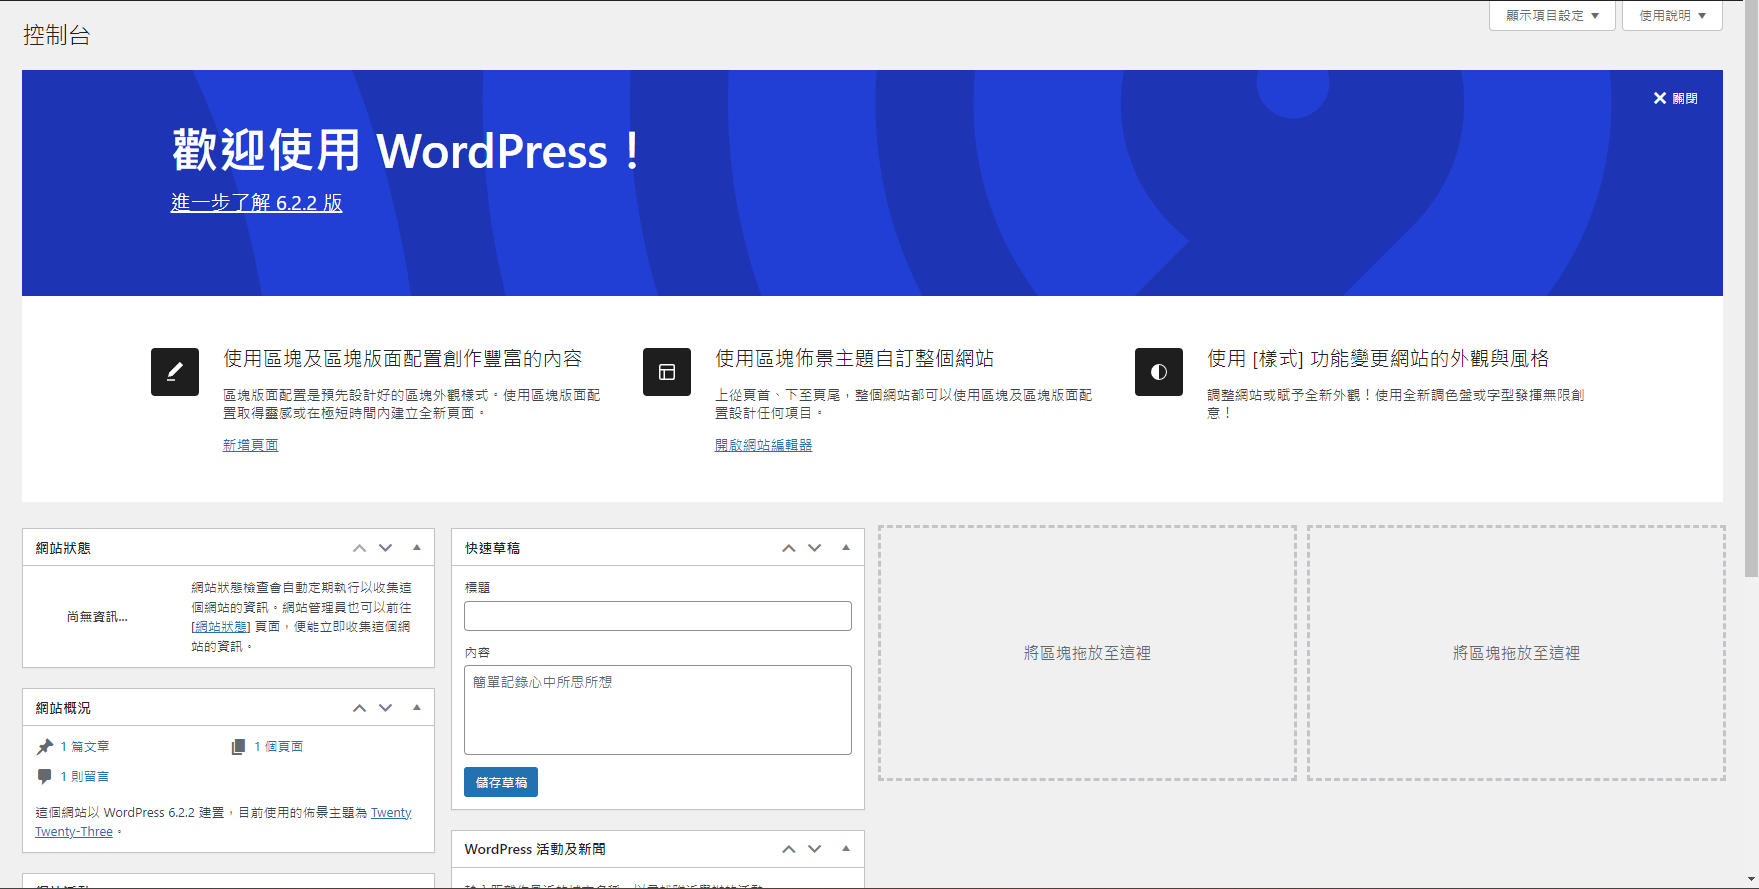 控制台
顯示項目設定
使用說明
關閉
歡迎使用 WordPress！
進一步了解 6.2.2 版
使用區塊及區塊版面配置創作豐富的內容
區塊版面配置是預先設計好的區塊外觀樣式。使用區塊版面配
置取得靈感或在極短時間內建立全新頁面。
新增頁面
使用區塊佈景主題自訂整個網站
上從頁首、下至頁尾，整個網站都可以使用區塊及區塊版面配
置設計任何項目。
開啟網站編輯器
使用 [樣式] 功能變更網站的外觀與風格
調整網站或賦予全新外觀！使用全新調色盤或字型發揮無限創
意！
網站狀態
尚無資訊...
網站狀態檢查會自動定期執行以收集這
個網站的資訊。網站管理員也可以前往
[網站狀態] 頁面，便能立即收集這個網
站的資訊。
網站概況
1 篇文章
1 個頁面
1 則留言
這個網站以 WordPress 6.2.2 建置，目前使用的佈景主題為 Twenty
Twenty-Three。
快速草稿
標題
內容
簡單記錄心中所思所想
儲存草稿
WordPress 活動及新聞
將區塊拖放至這裡
將區塊拖放至這裡